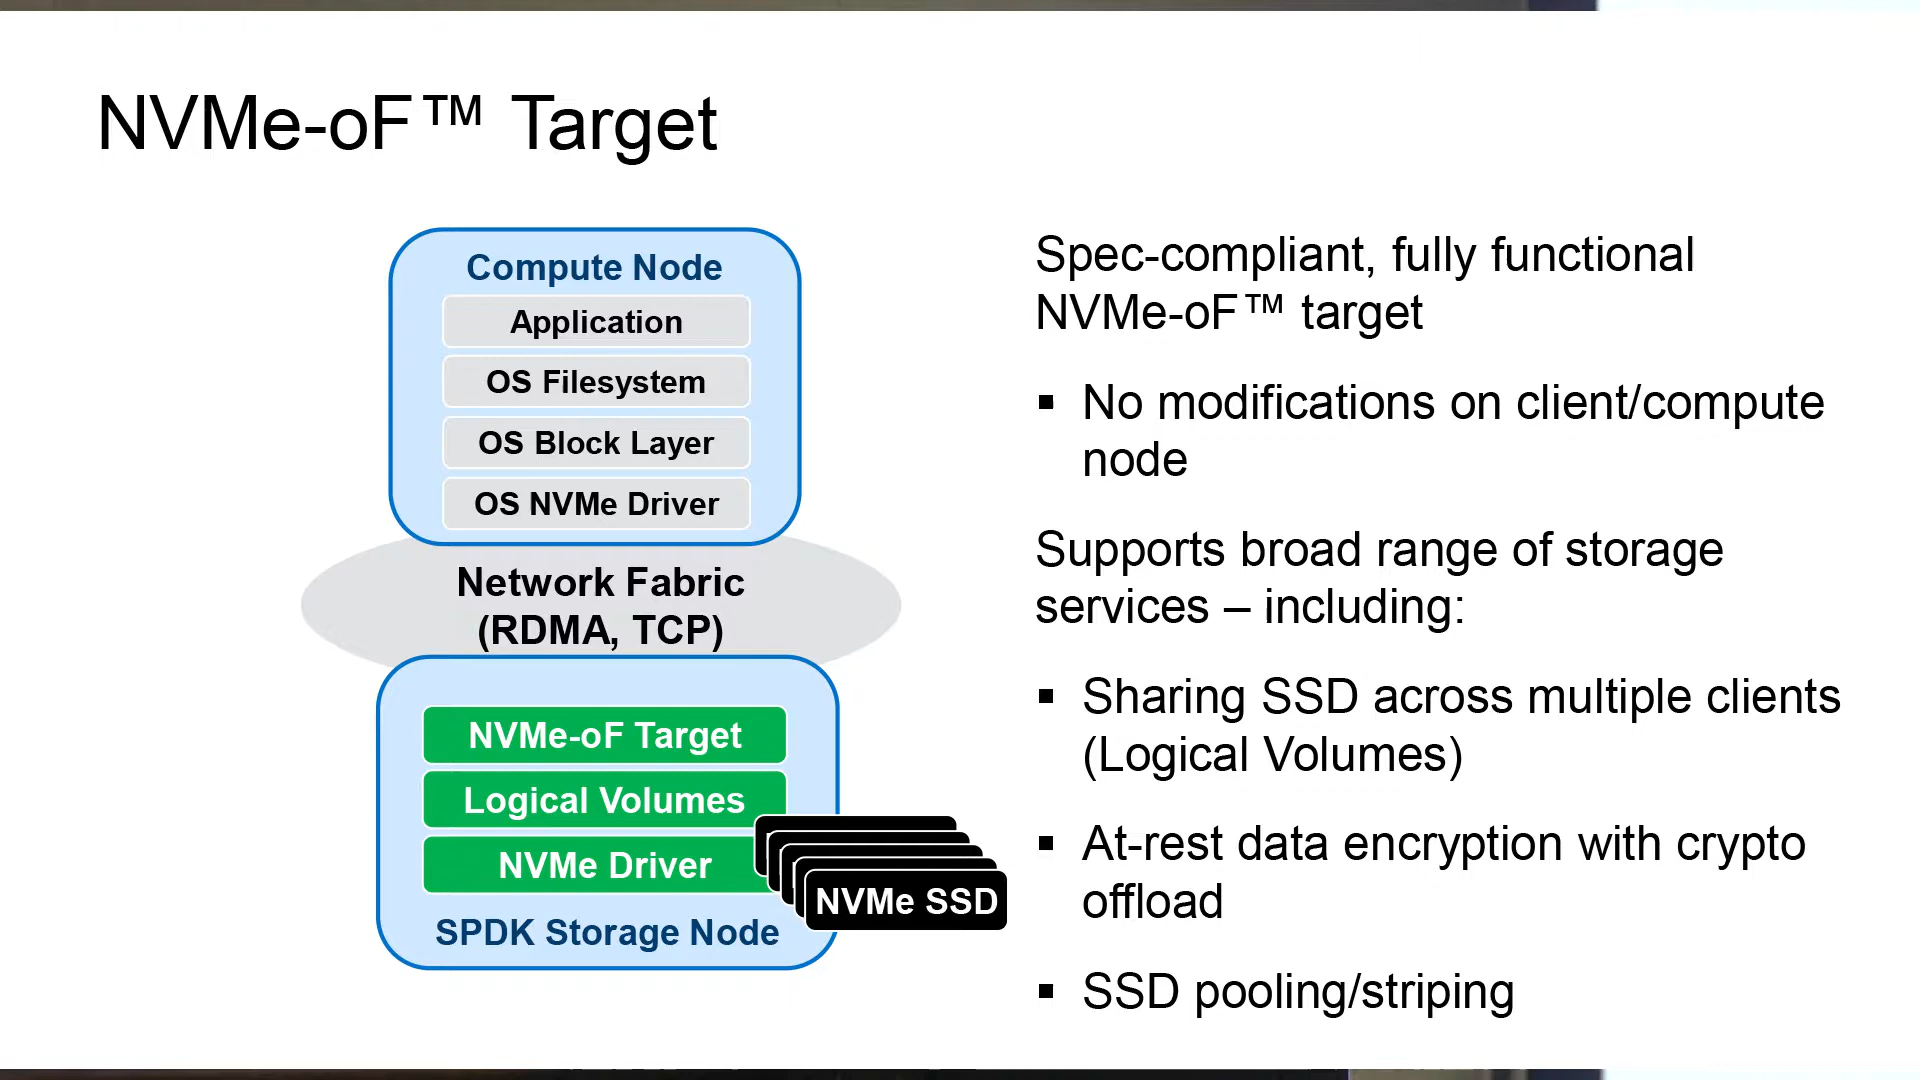 NVMe-oF™ Target
Compute Node
Application
OS Filesystem
OS Block Layer
OS NVMe Driver
Network Fabric
(RDMA, TCP)
NVMe-oF Target
Logical Volumes
NVMe Driver
NVMe SSD
SPDK Storage Node
Spec-compliant, fully functional
NVMe-oF™ target
▪ No modifications on client/compute
node
Supports broad range of storage
services – including:
▪ Sharing SSD across multiple clients
(Logical Volumes)
▪ At-rest data encryption with crypto
offload
▪ SSD pooling/striping